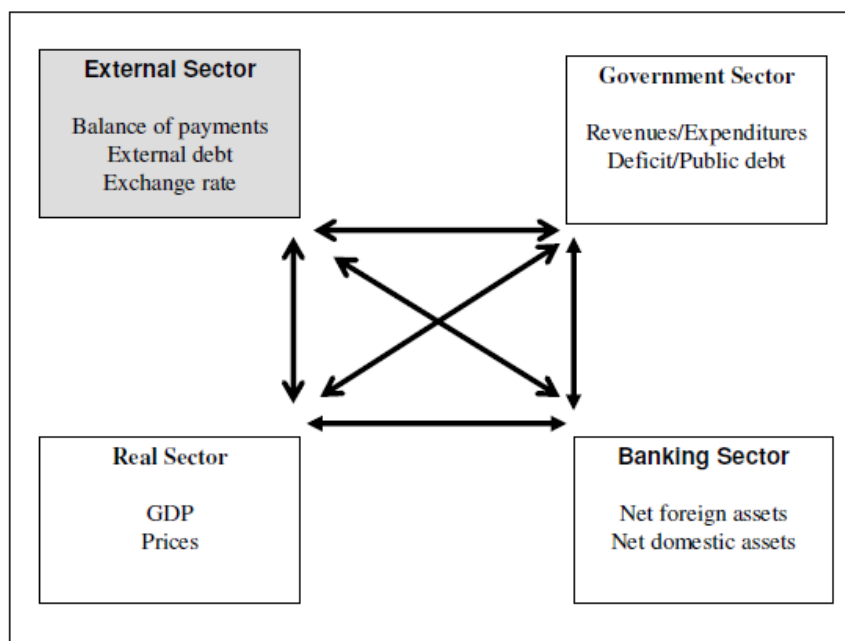 External Sector
Balance of payments
External debt
Exchange rate
Government Sector
Revenues/Expenditures
Deficit/Public debt
Real Sector
GDP
Prices
Banking Sector
Net foreign assets
Net domestic assets